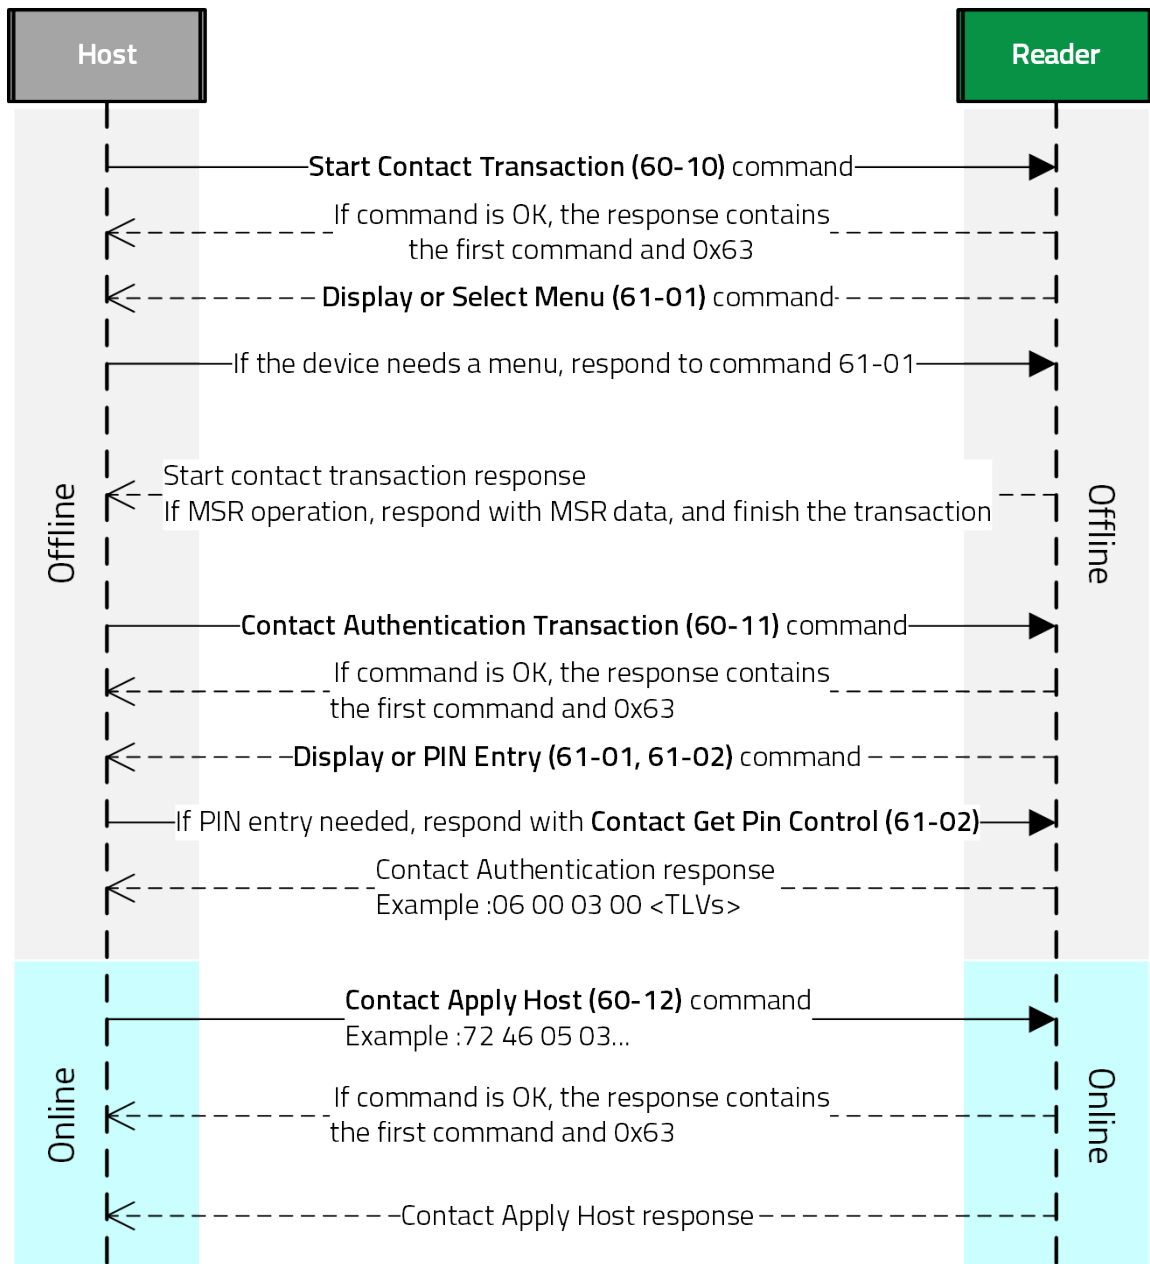 Host
Reader
Start Contact Transaction (60-10) command
If command is OK, the response contains
the first command and 0x63
Display or Select Menu (61-01) command
If the device needs a menu, respond to command 61-01
Start contact transaction response
If MSR operation, respond with MSR data, and finish the transaction
Offline
Offline
Contact Authentication Transaction (60-11) command
If command is OK, the response contains
the first command and 0x63
Display or PIN Entry (61-01, 61-02) command
If PIN entry needed, respond with Contact Get Pin Control (61-02)
Contact Authentication response
Example :06 00 03 00 <TLVs>
Contact Apply Host (60-12) command
Example :72 46 05 03...
Online
Online
If command is OK, the response contains
the first command and 0x63
Contact Apply Host response